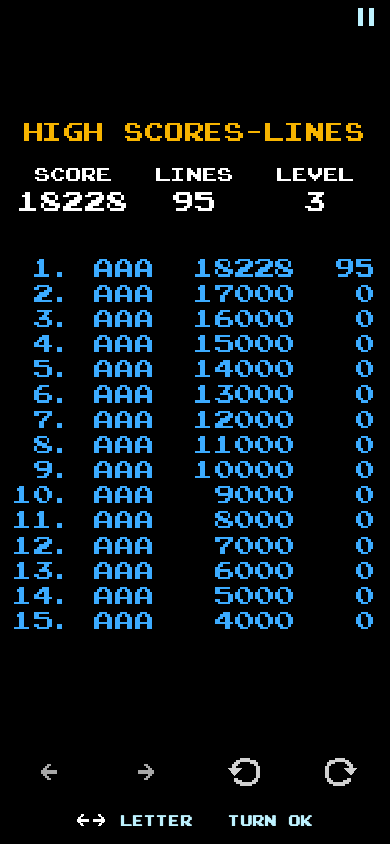 HIGH SCORES-LINES
SCORE LINES LEVEL
18228 95 3
1. AAA 18228 95
2. AAA 17000 0
3. AAA 16000 0
4. AAA 15000 0
5. AAA 14000 0
6. AAA 13000 0
7. AAA 12000 0
8. AAA 11000 0
9. AAA 10000 0
10. AAA 9000 0
11. AAA 8000 0
12. AAA 7000 0
13. AAA 6000 0
14. AAA 5000 0
15. AAA 4000 0
←→ LETTER TURN OK